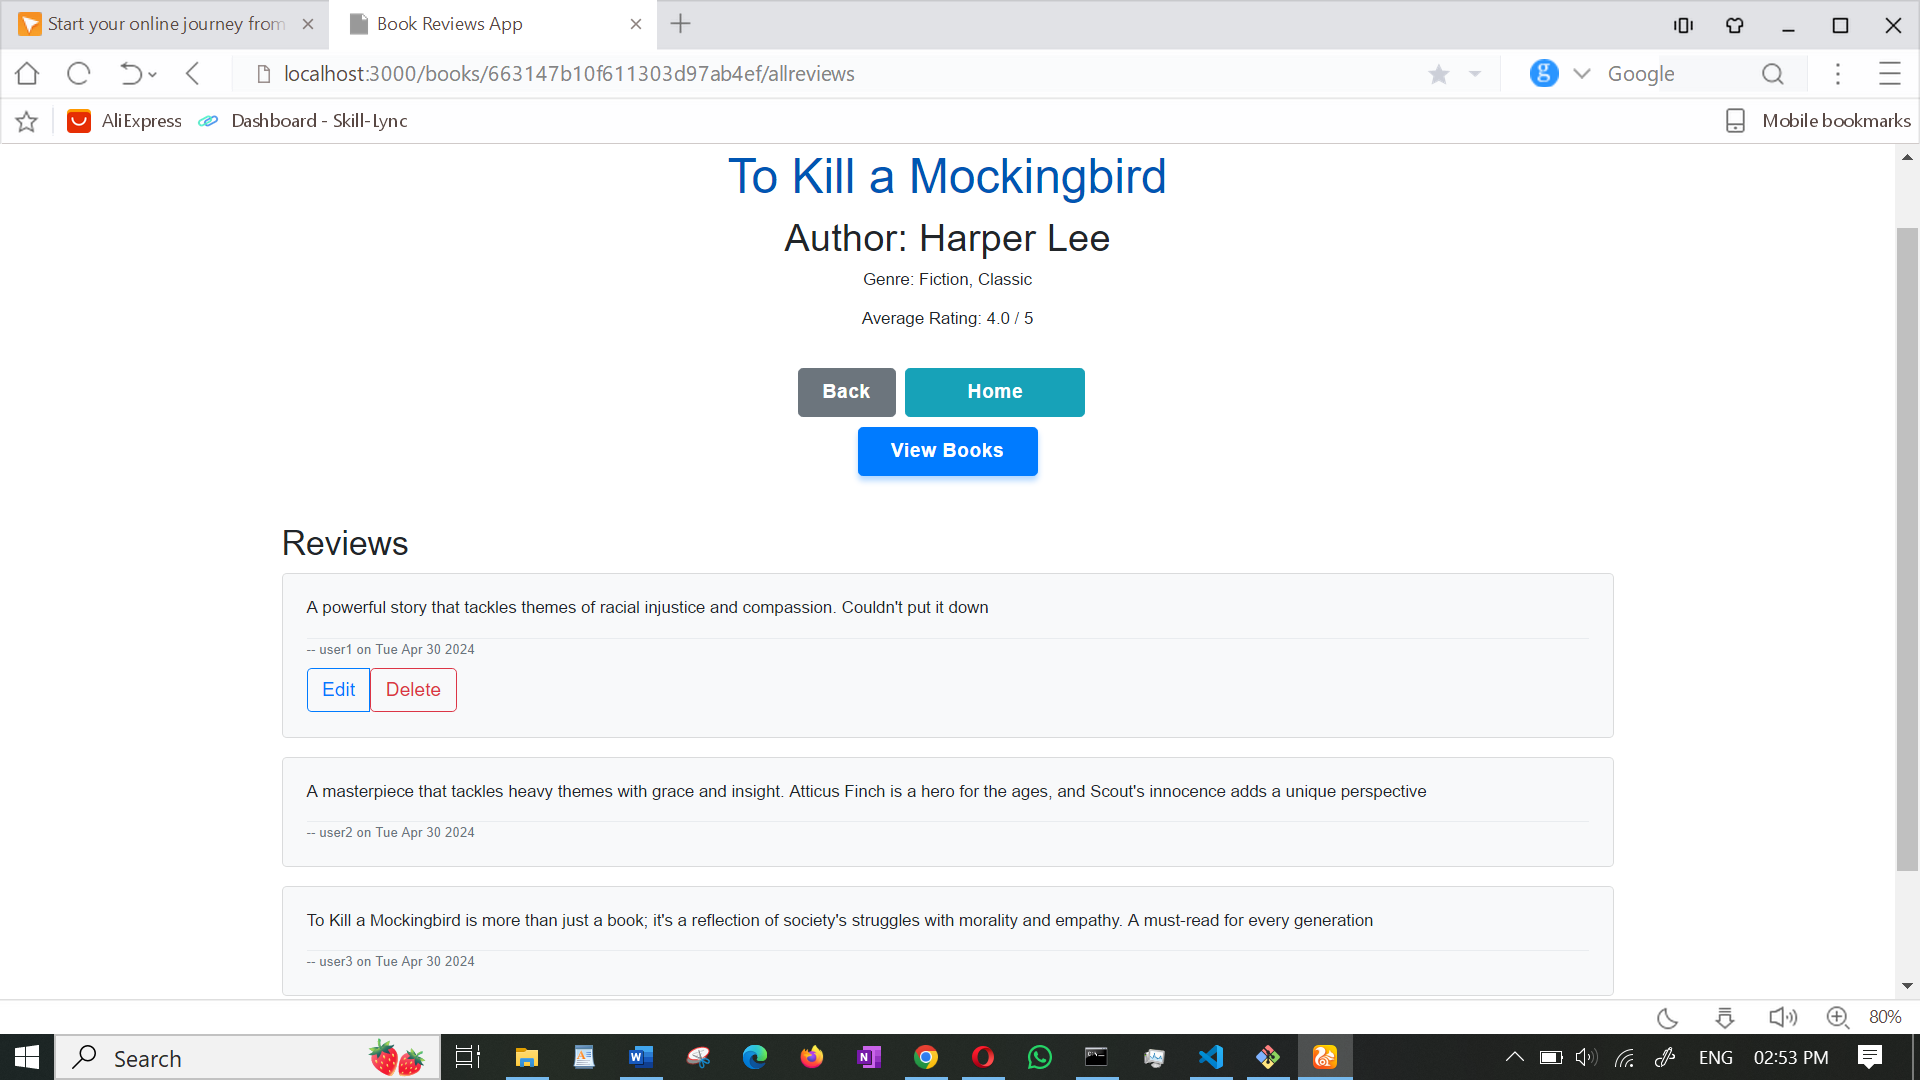 Start your online journey from
Book Reviews App
localhost:3000/books/663147b10f611303d97ab4ef/allreviews
g
Google
AliExpress
Dashboard - Skill-Lync
Mobile bookmarks
To Kill a Mockingbird
Author: Harper Lee
Genre: Fiction, Classic
Average Rating: 4.0 / 5
Back
Home
View Books
Reviews
A powerful story that tackles themes of racial injustice and compassion. Couldn't put it down
-- user1 on Tue Apr 30 2024
Edit
Delete
A masterpiece that tackles heavy themes with grace and insight. Atticus Finch is a hero for the ages, and Scout's innocence adds a unique perspective
-- user2 on Tue Apr 30 2024
To Kill a Mockingbird is more than just a book; it's a reflection of society's struggles with morality and empathy. A must-read for every generation
-- user3 on Tue Apr 30 2024
80%
Search
W
N
ENG
02:53 PM